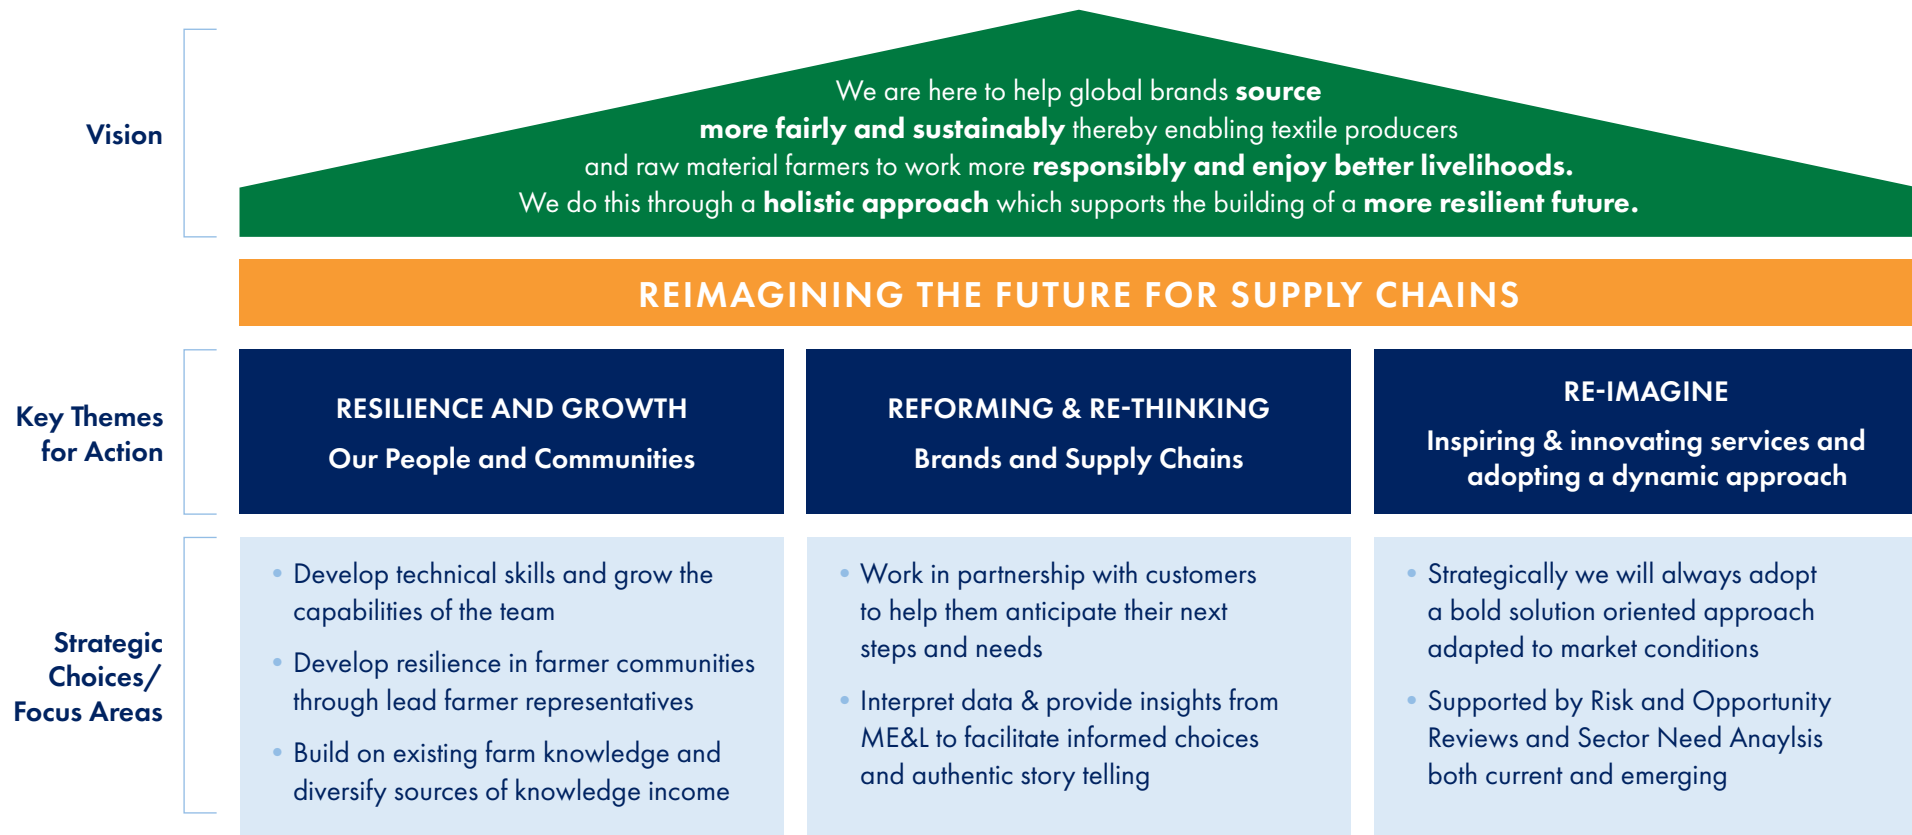 Vision
We are here to help global brands source
more fairly and sustainably thereby enabling textile producers
and raw material farmers to work more responsibly and enjoy better livelihoods.
We do this through a holistic approach which supports the building of a more resilient future.
REIMAGINING THE FUTURE FOR SUPPLY CHAINS
Key Themes
for Action
RESILIENCE AND GROWTH
Our People and Communities
REFORMING & RE-THINKING
Brands and Supply Chains
RE-IMAGINE
Inspiring & innovating services and
adopting a dynamic approach
Strategic
Choices/
Focus Areas
• Develop technical skills and grow the
capabilities of the team
• Develop resilience in farmer communities
through lead farmer representatives
• Build on existing farm knowledge and
diversify sources of knowledge income
• Work in partnership with customers
to help them anticipate their next
steps and needs
• Interpret data & provide insights from
ME&L to facilitate informed choices
and authentic story telling
• Strategically we will always adopt
a bold solution oriented approach
adapted to market conditions
• Supported by Risk and Opportunity
Reviews and Sector Need Anaylsis
both current and emerging